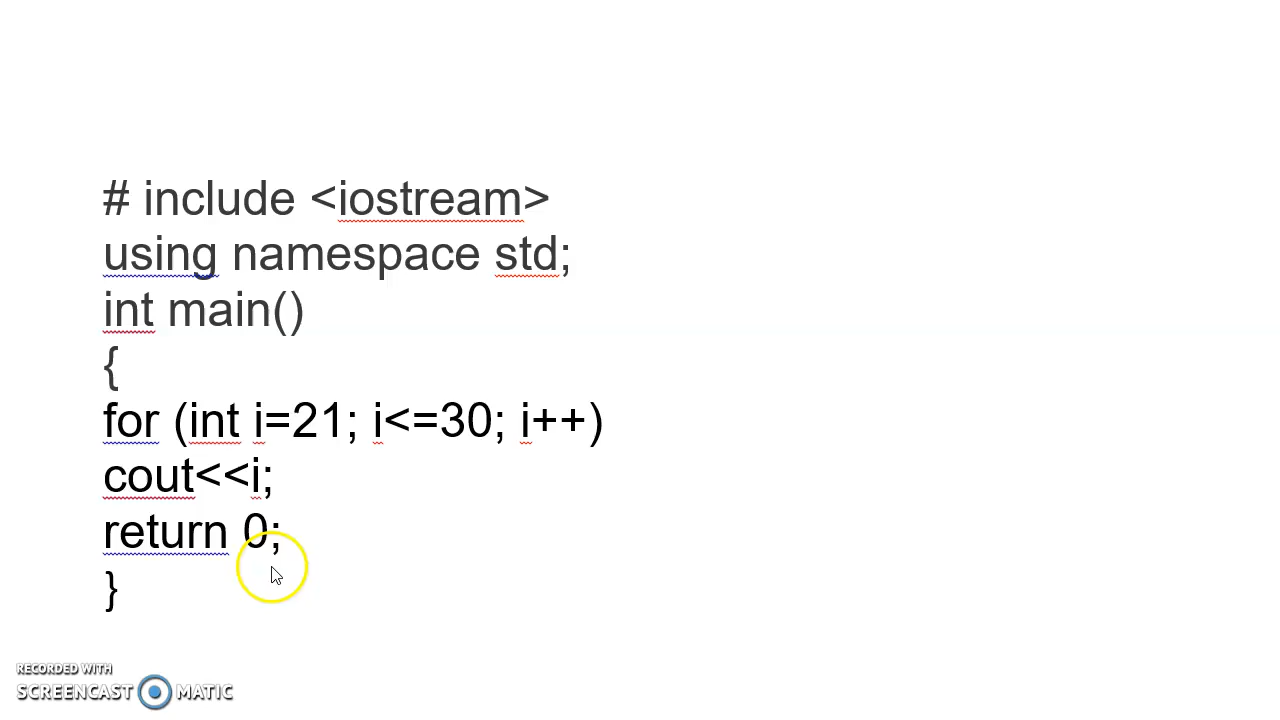 # include <iostream>
using namespace std;
int main()
{
for (int i=21; i<=30; i++)
cout<<i;
return 0;
}
RECORDED WITH
SCREENCAST MATIC